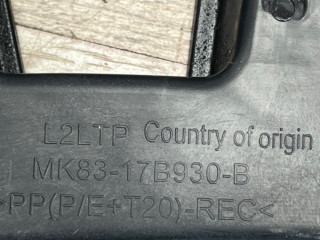 L2LTP Country of origin
MK83-17B930-B
>PP(P/E+T20)-REC<